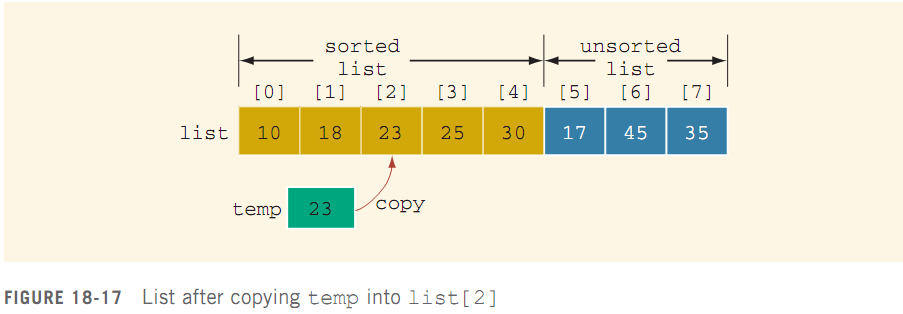 sorted list
unsorted list
[0] [1] [2] [3] [4] [5] [6] [7]
list 10 18 23 25 30 17 45 35
temp 23 copy
FIGURE 18-17 List after copying temp into list[2]